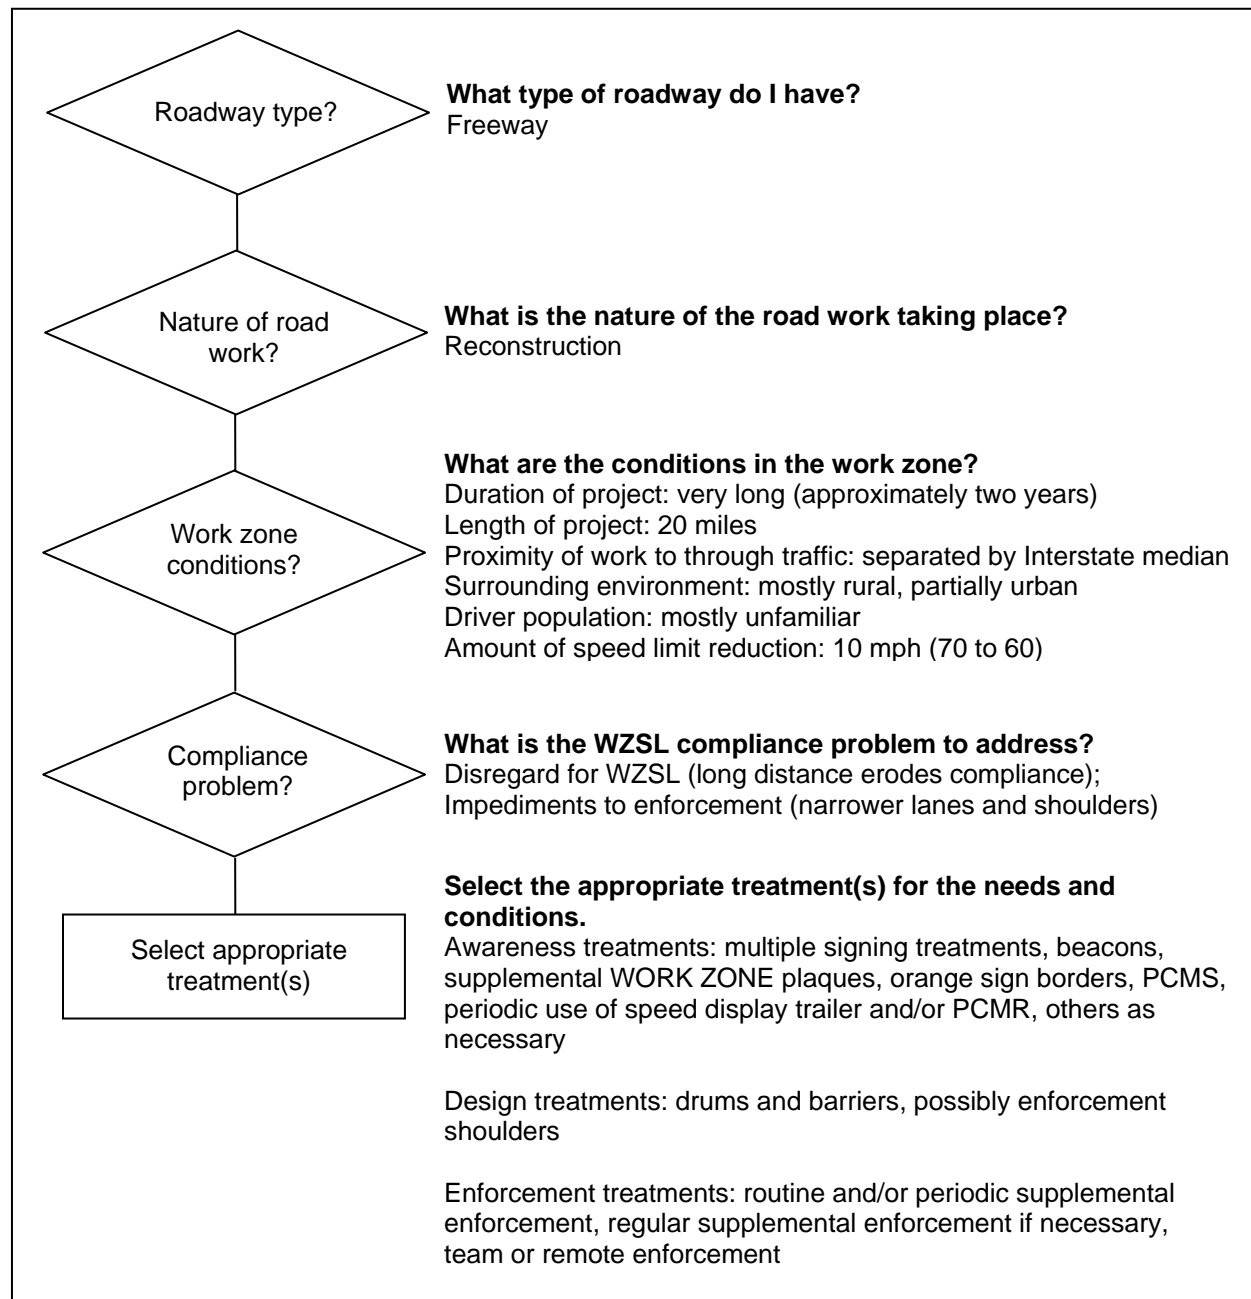 Roadway type?
What type of roadway do I have?
Freeway
Nature of road
work?
What is the nature of the road work taking place?
Reconstruction
Work zone
conditions?
What are the conditions in the work zone?
Duration of project: very long (approximately two years)
Length of project: 20 miles
Proximity of work to through traffic: separated by Interstate median
Surrounding environment: mostly rural, partially urban
Driver population: mostly unfamiliar
Amount of speed limit reduction: 10 mph (70 to 60)
Compliance
problem?
What is the WZSL compliance problem to address?
Disregard for WZSL (long distance erodes compliance);
Impediments to enforcement (narrower lanes and shoulders)
Select appropriate
treatment(s)
Select the appropriate treatment(s) for the needs and
conditions.
Awareness treatments: multiple signing treatments, beacons,
supplemental WORK ZONE plaques, orange sign borders, PCMS,
periodic use of speed display trailer and/or PCMR, others as
necessary
Design treatments: drums and barriers, possibly enforcement
shoulders
Enforcement treatments: routine and/or periodic supplemental
enforcement, regular supplemental enforcement if necessary,
team or remote enforcement